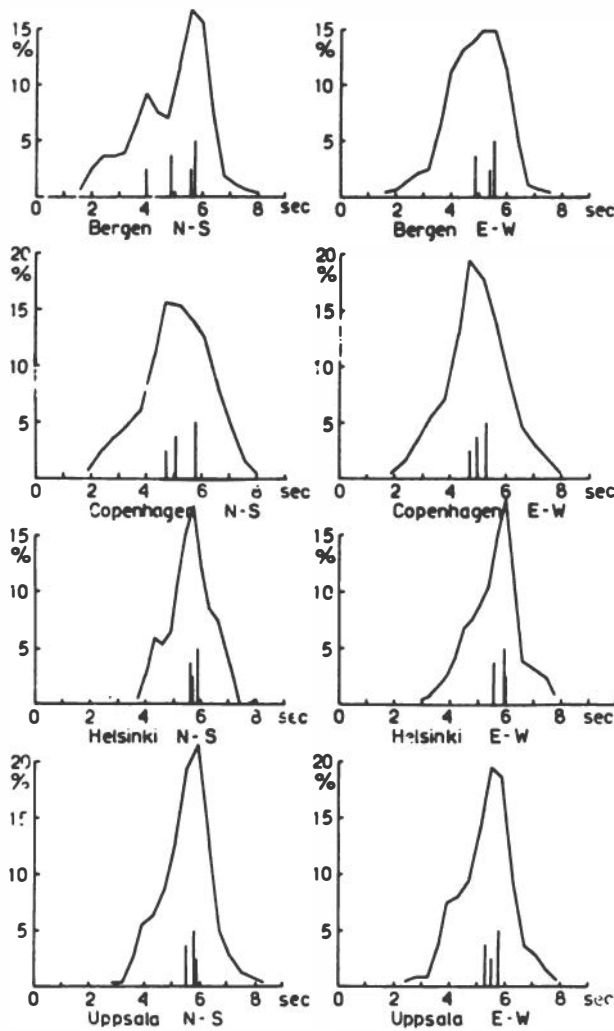 15
%
10
5
0 2 4 6 8 sec
Bergen N-S
15
%
10
5
0 2 4 6 8 sec
Bergen E-W
20
%
15
10
5
0 2 4 6 8 sec
Copenhagen N-S
20
%
15
10
5
0 2 4 6 8 sec
Copenhagen E-W
15
%
10
5
0 2 4 6 8 sec
Helsinki N-S
15
%
10
5
0 2 4 6 8 sec
Helsinki E-W
20
%
15
10
5
0 2 4 6 8 sec
Uppsala N-S
20
%
15
10
5
0 2 4 6 8 sec
Uppsala E-W